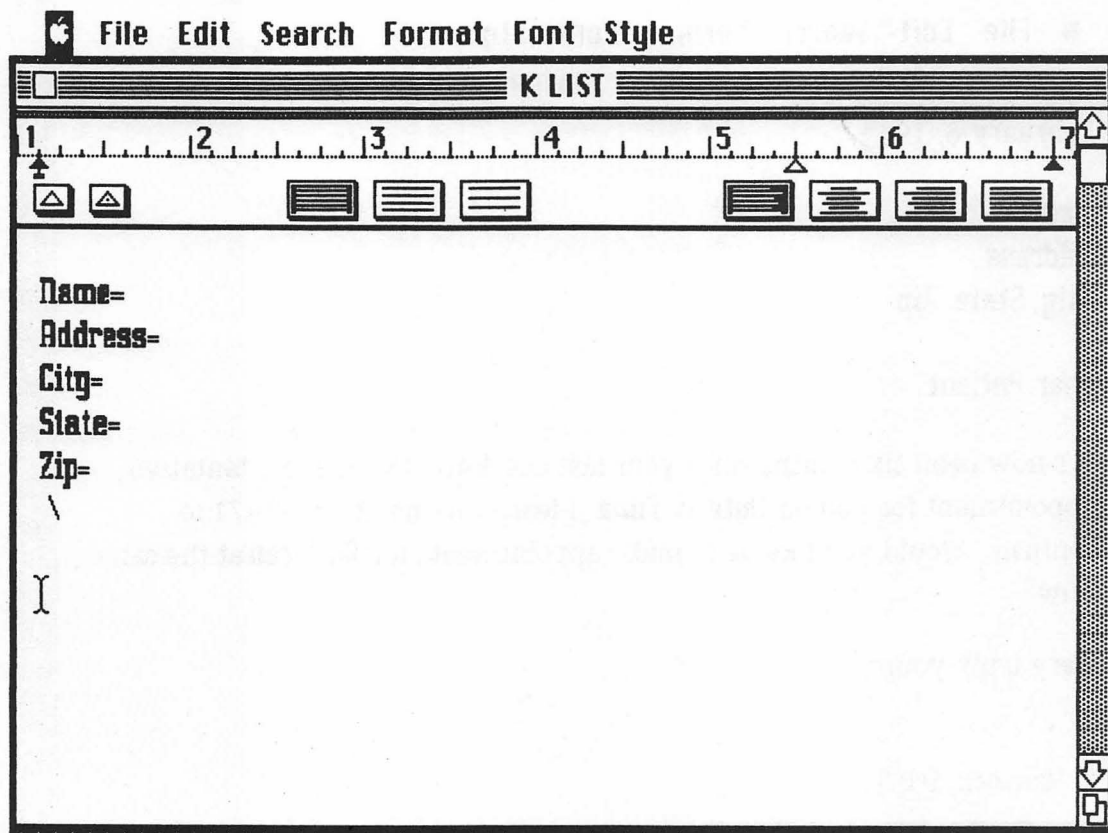 File Edit Search Format Font Style
K LIST
1 2 3 4 5 6 7
Name=
Address=
City=
State=
Zip=
\